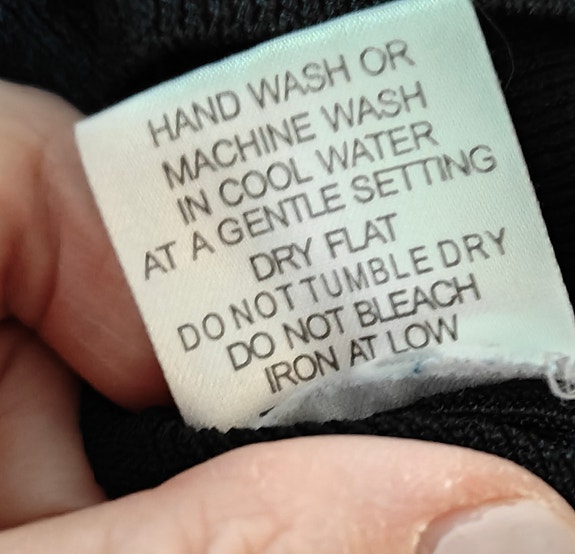 HAND WASH OR
MACHINE WASH
IN COOL WATER
AT A GENTLE SETTING
DRY FLAT
DO NOT TUMBLE DRY
DO NOT BLEACH
IRON AT LOW